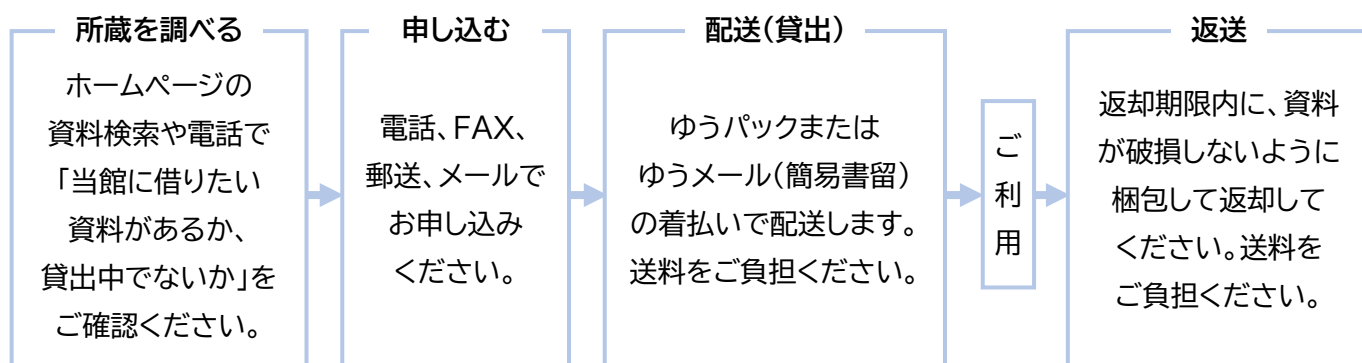 所蔵を調べる
ホームページの
資料検索や電話で
「当館に借りたい
資料があるか、
貸出中でないか」を
ご確認ください。
申し込む
電話、FAX、
郵送、メールで
お申し込み
ください。
配送（貸出）
ゆうパックまたは
ゆうメール（簡易書留）
の着払いで配送します。
送料をご負担ください。
ご利用
返送
返却期限内に、資料
が破損しないように
梱包して返却して
ください。送料を
ご負担ください。